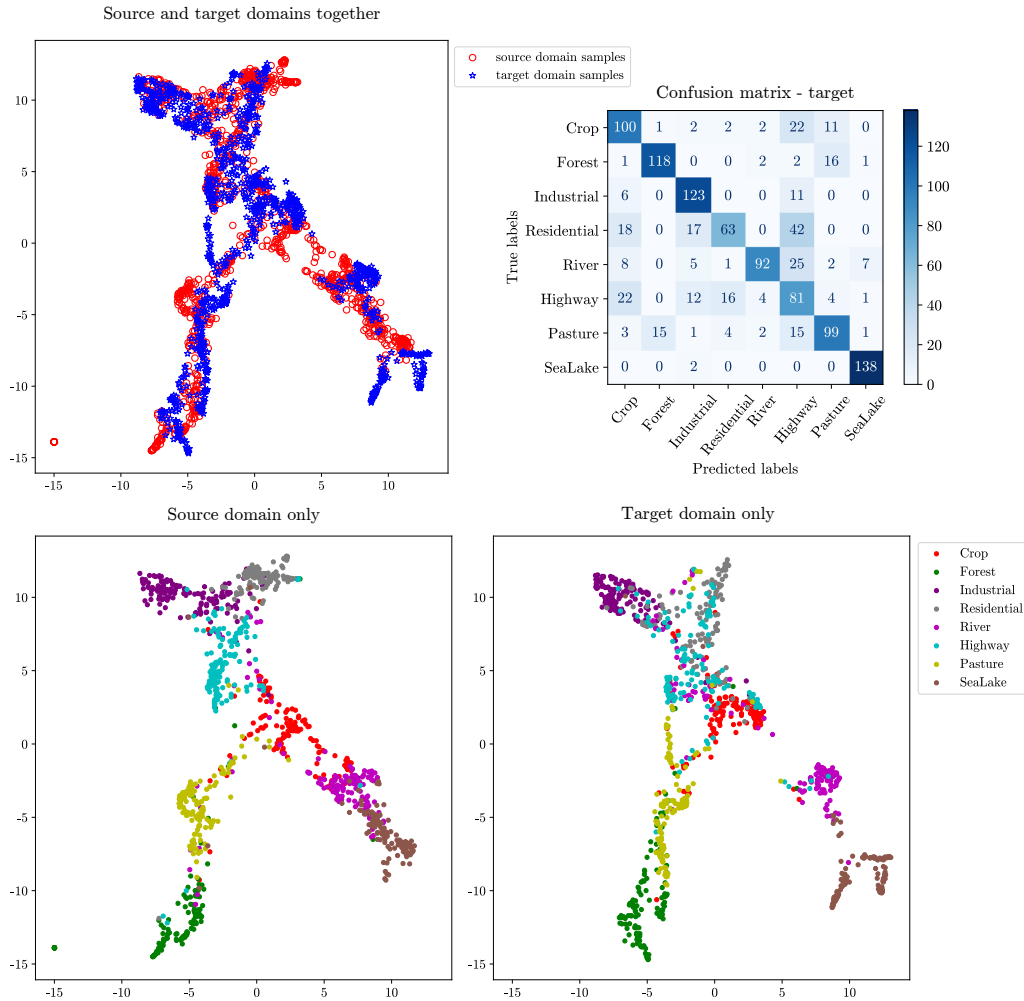 Source and target domains together
source domain samples
target domain samples
10
5
0
-5
-10
-15
-15
-10
-5
0
5
10
Confusion matrix - target
Crop 100 1 2 2 2 22 11 0
Forest 1 118 0 0 2 2 16 1
Industrial 6 0 123 0 0 11 0 0
Residential 18 0 17 63 0 42 0 0
River 8 0 5 1 92 25 2 7
Highway 22 0 12 16 4 81 4 1
Pasture 3 15 1 4 2 15 99 1
SeaLake 0 0 2 0 0 0 0 138
True labels
Crop
Forest
Industrial
Residential
River
Highway
Pasture
SeaLake
Predicted labels
120
100
80
60
40
20
0
Source domain only
10
5
0
-5
-10
-15
-15
-10
-5
0
5
10
Target domain only
10
5
0
-5
-10
-15
-15
-10
-5
0
5
10
Crop
Forest
Industrial
Residential
River
Highway
Pasture
SeaLake